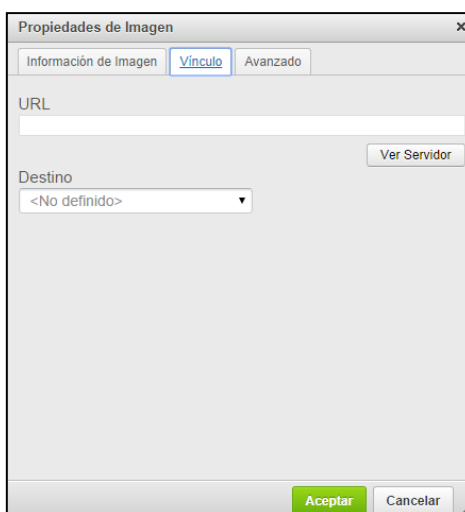 Propiedades de Imagen ×
Información de Imagen Vínculo Avanzado
URL
Ver Servidor
Destino
<No definido>
Aceptar Cancelar